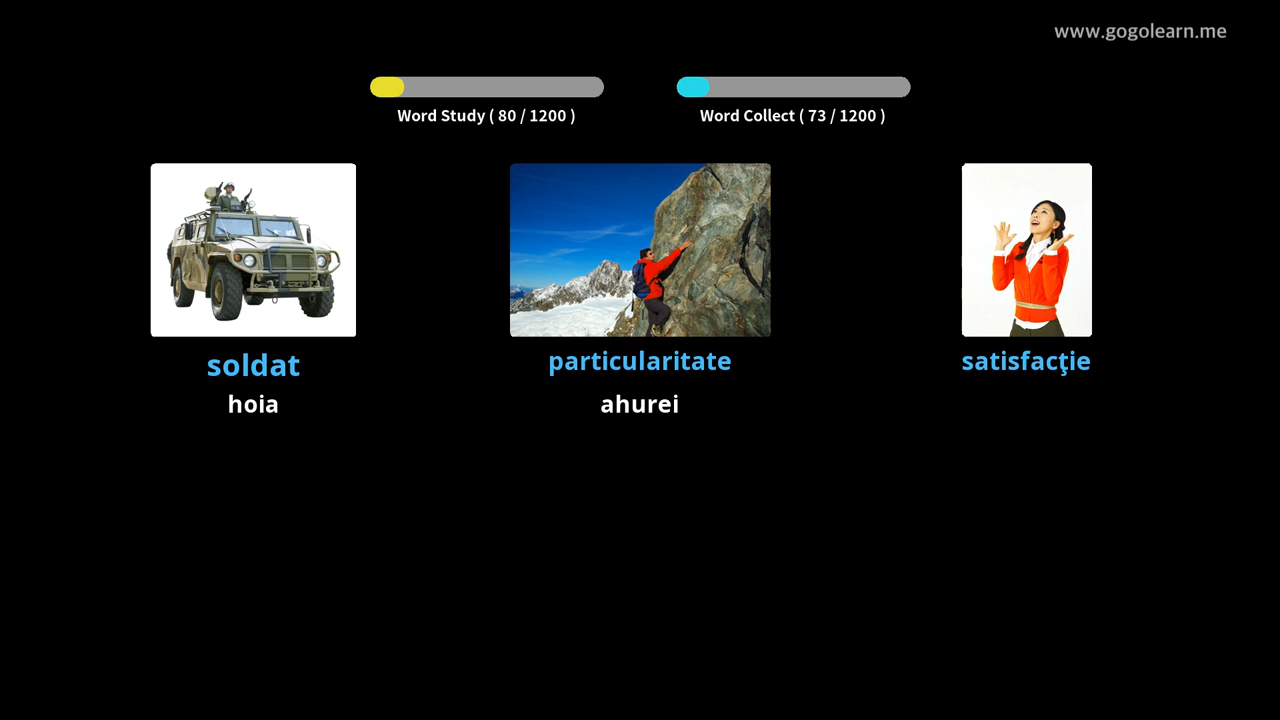 www.gogolearn.me
Word Study ( 80 / 1200 )
Word Collect ( 73 / 1200 )
soldat
particularitate
satisfacţie
hoia
ahurei